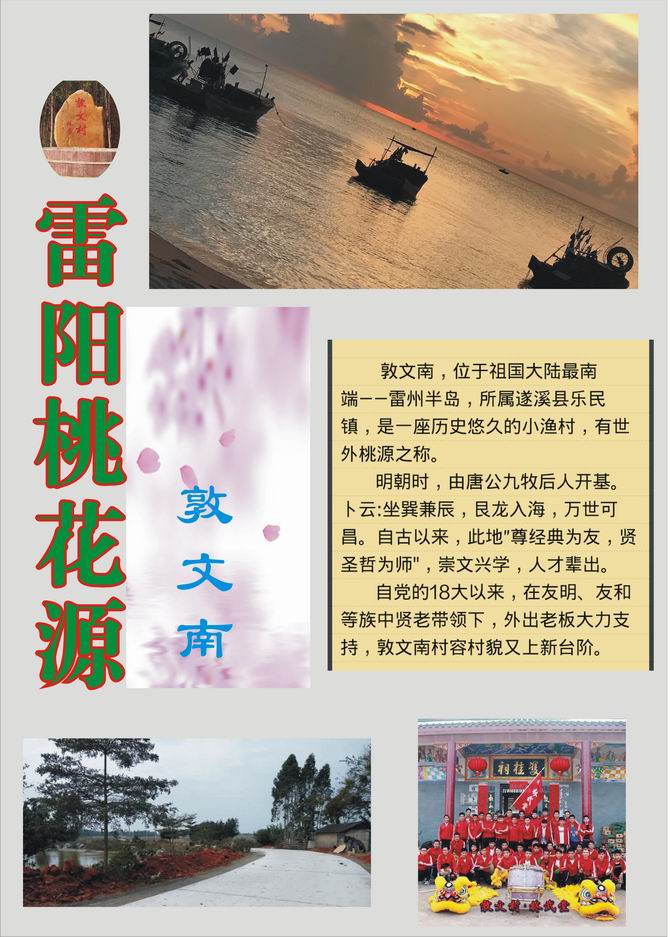 敦文村
雷阳桃花源
敦文南
敦文南，位于祖国大陆最南
端——雷州半岛，所属遂溪县乐民
镇，是一座历史悠久的小渔村，有世
外桃源之称。
明朝时，由唐公九牧后人开基。
卜云:坐巽兼辰，艮龙入海，万世可
昌。自古以来，此地"尊经典为友，贤
圣哲为师"，崇文兴学，人才辈出。
自党的18大以来，在友明、友和
等族中贤老带领下，外出老板大力支
持，敦文南村容村貌又上新台阶。
祠桂双
敦文村·林武堂